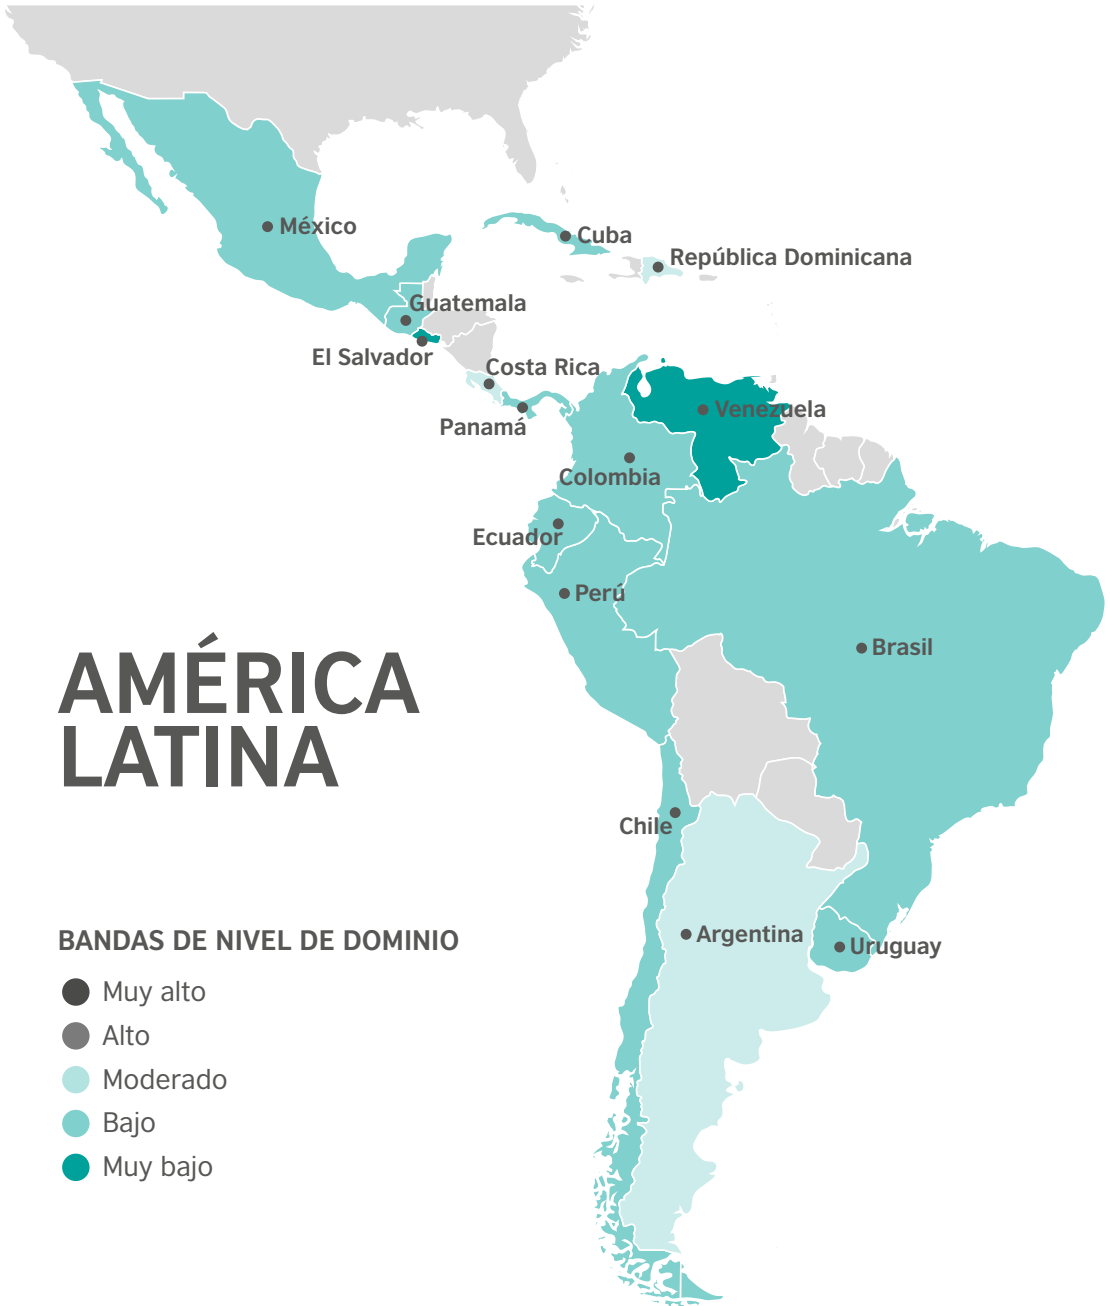 México
Cuba
República Dominicana
Guatemala
El Salvador
Costa Rica
Venezuela
Panamá
Colombia
Ecuador
Perú
Brasil
AMÉRICA
LATINA
Chile
Argentina
Uruguay
BANDAS DE NIVEL DE DOMINIO
Muy alto
Alto
Moderado
Bajo
Muy bajo